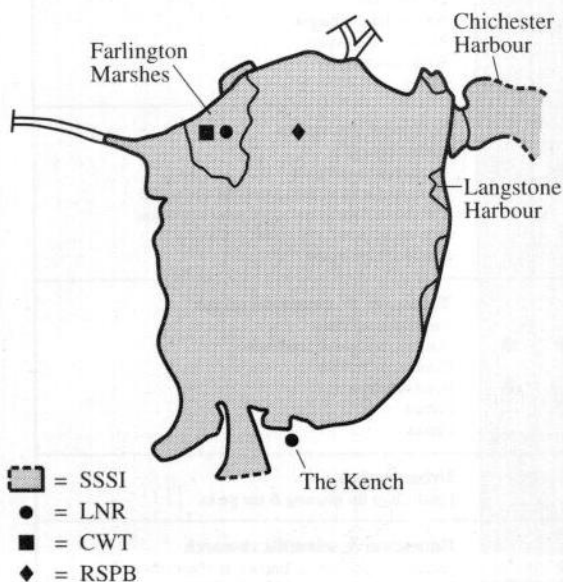 Chichester
Harbour
Farlington
Marshes
Langstone
Harbour
The Kench
= SSSI
= LNR
= CWT
= RSPB